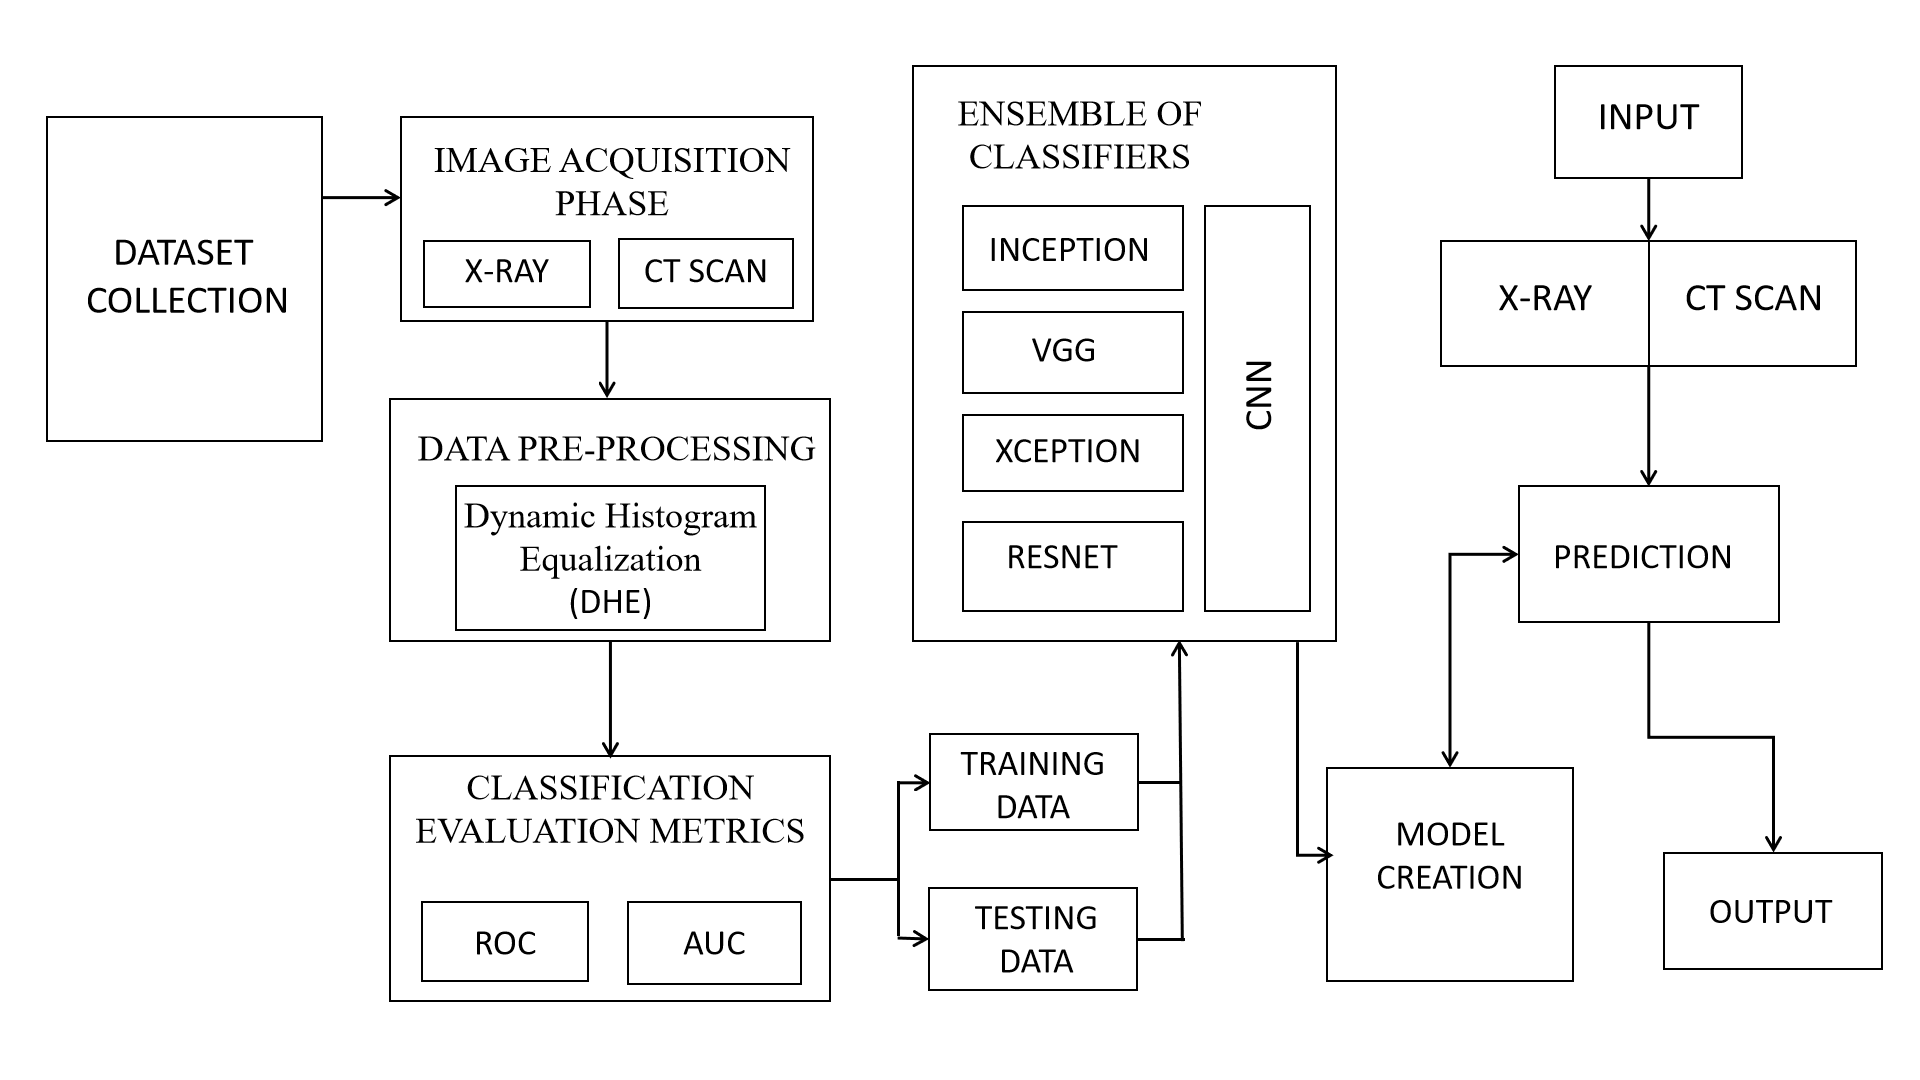 DATASET
COLLECTION
IMAGE ACQUISITION
PHASE
X-RAY
CT SCAN
DATA PRE-PROCESSING
Dynamic Histogram
Equalization
(DHE)
CLASSIFICATION
EVALUATION METRICS
ROC
AUC
TRAINING
DATA
TESTING
DATA
ENSEMBLE OF
CLASSIFIERS
INCEPTION
VGG
XCEPTION
RESNET
CNN
MODEL
CREATION
INPUT
X-RAY
CT SCAN
PREDICTION
OUTPUT